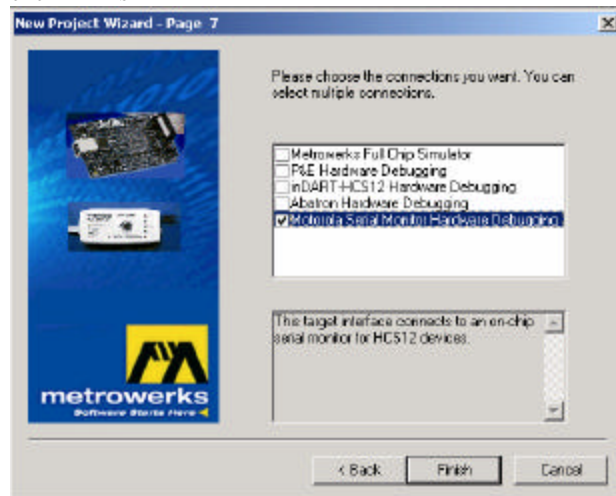 New Project Wizard - Page 7
Please choose the connections you want. You can
select multiple connections.
Metrowerks Full Chip Simulator
P&E Hardware Debugging
inDART-HCS12 Hardware Debugging
Abatron Hardware Debugging
Motorola Serial Monitor Hardware Debugging
This target interface connects to an on-chip
serial monitor for HCS12 devices.
metrowerks
Software Starts Here
< Back
Finish
Cancel